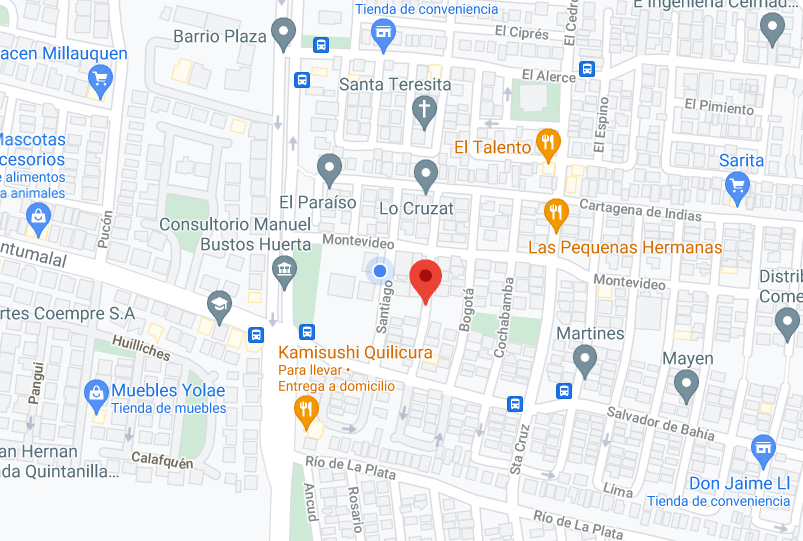 E Ingeniería Celmad...
Tienda de conveniencia
El Cedro
Barrio Plaza
El Ciprés
acen Millauquen
El Alerce
Santa Teresita
El Pimiento
El Espino
Mascotas
cesorios
e alimentos
a animales
El Talento
Sarita
El Paraíso
Lo Cruzat
Cartagena de Indias
Pucón
Consultorio Manuel
Bustos Huerta
Montevideo
Las Pequenas Hermanas
ntumalal
Montevideo
Distrib
Come
Santiago
Bogotá
Cochabamba
rtes Coempre S.A
Huilliches
Martines
Kamisushi Quilicura
Para llevar •
Entrega a domicilio
Mayen
Pangui
Muebles Yolae
Tienda de muebles
Salvador de Bahía
Sta Cruz
an Hernan
da Quintanilla...
Calafquén
Río de La Plata
Ancud
Rosario
Lima
Don Jaime Ll
Tienda de conveniencia
Río de La Plata